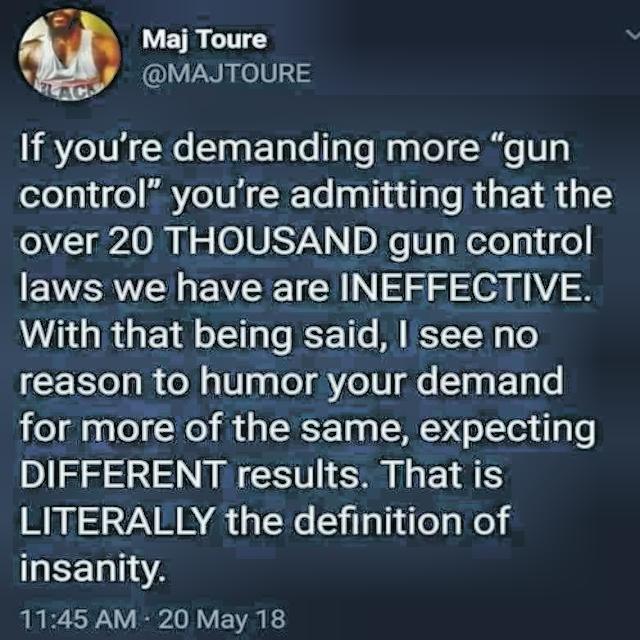 Maj Toure
@MAJTOURE
If you're demanding more “gun
control” you're admitting that the
over 20 THOUSAND gun control
laws we have are INEFFECTIVE.
With that being said, I see no
reason to humor your demand
for more of the same, expecting
DIFFERENT results. That is
LITERALLY the definition of
insanity.
11:45 AM · 20 May 18